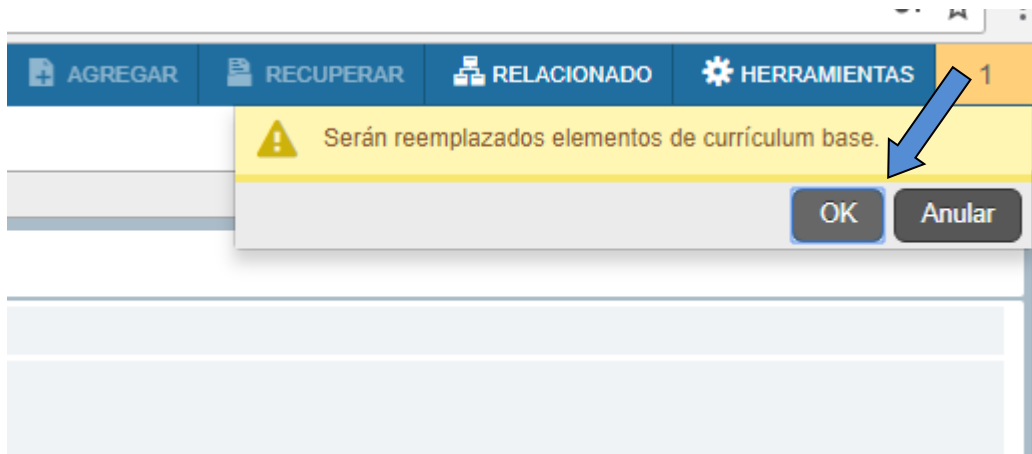 AGREGAR RECUPERAR RELACIONADO HERRAMIENTAS 1
Serán reemplazados elementos de currículum base.
OK Anular